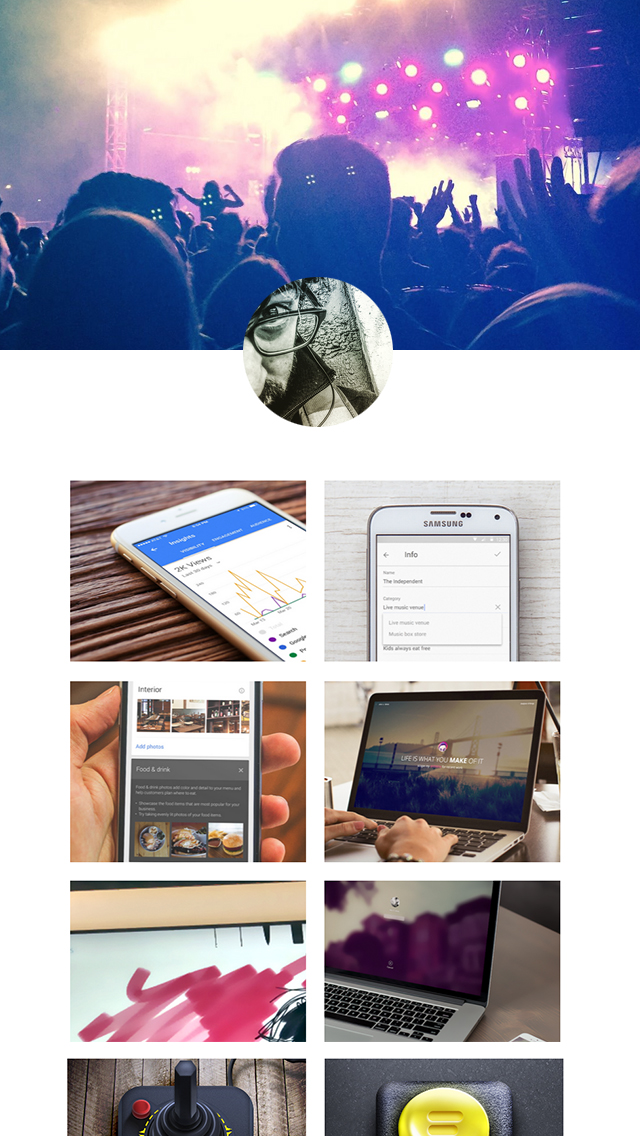 Insights
VISIBILITY ENGAGEMENT AUDIENCE
2K Views
Last 30 days
Search
SAMSUNG
Info
Name
The Independent
Category
Live music venue
Live music venue
Music box store
Kids always eat free
Interior
Add photos
Food & drink
Food & drink photos add color and detail to your menu and
help customers plan where to eat.
Showcase the food items that are most popular for your
business.
Try taking evenly lit photos of your food items.
LIFE IS WHAT YOU MAKE OF IT